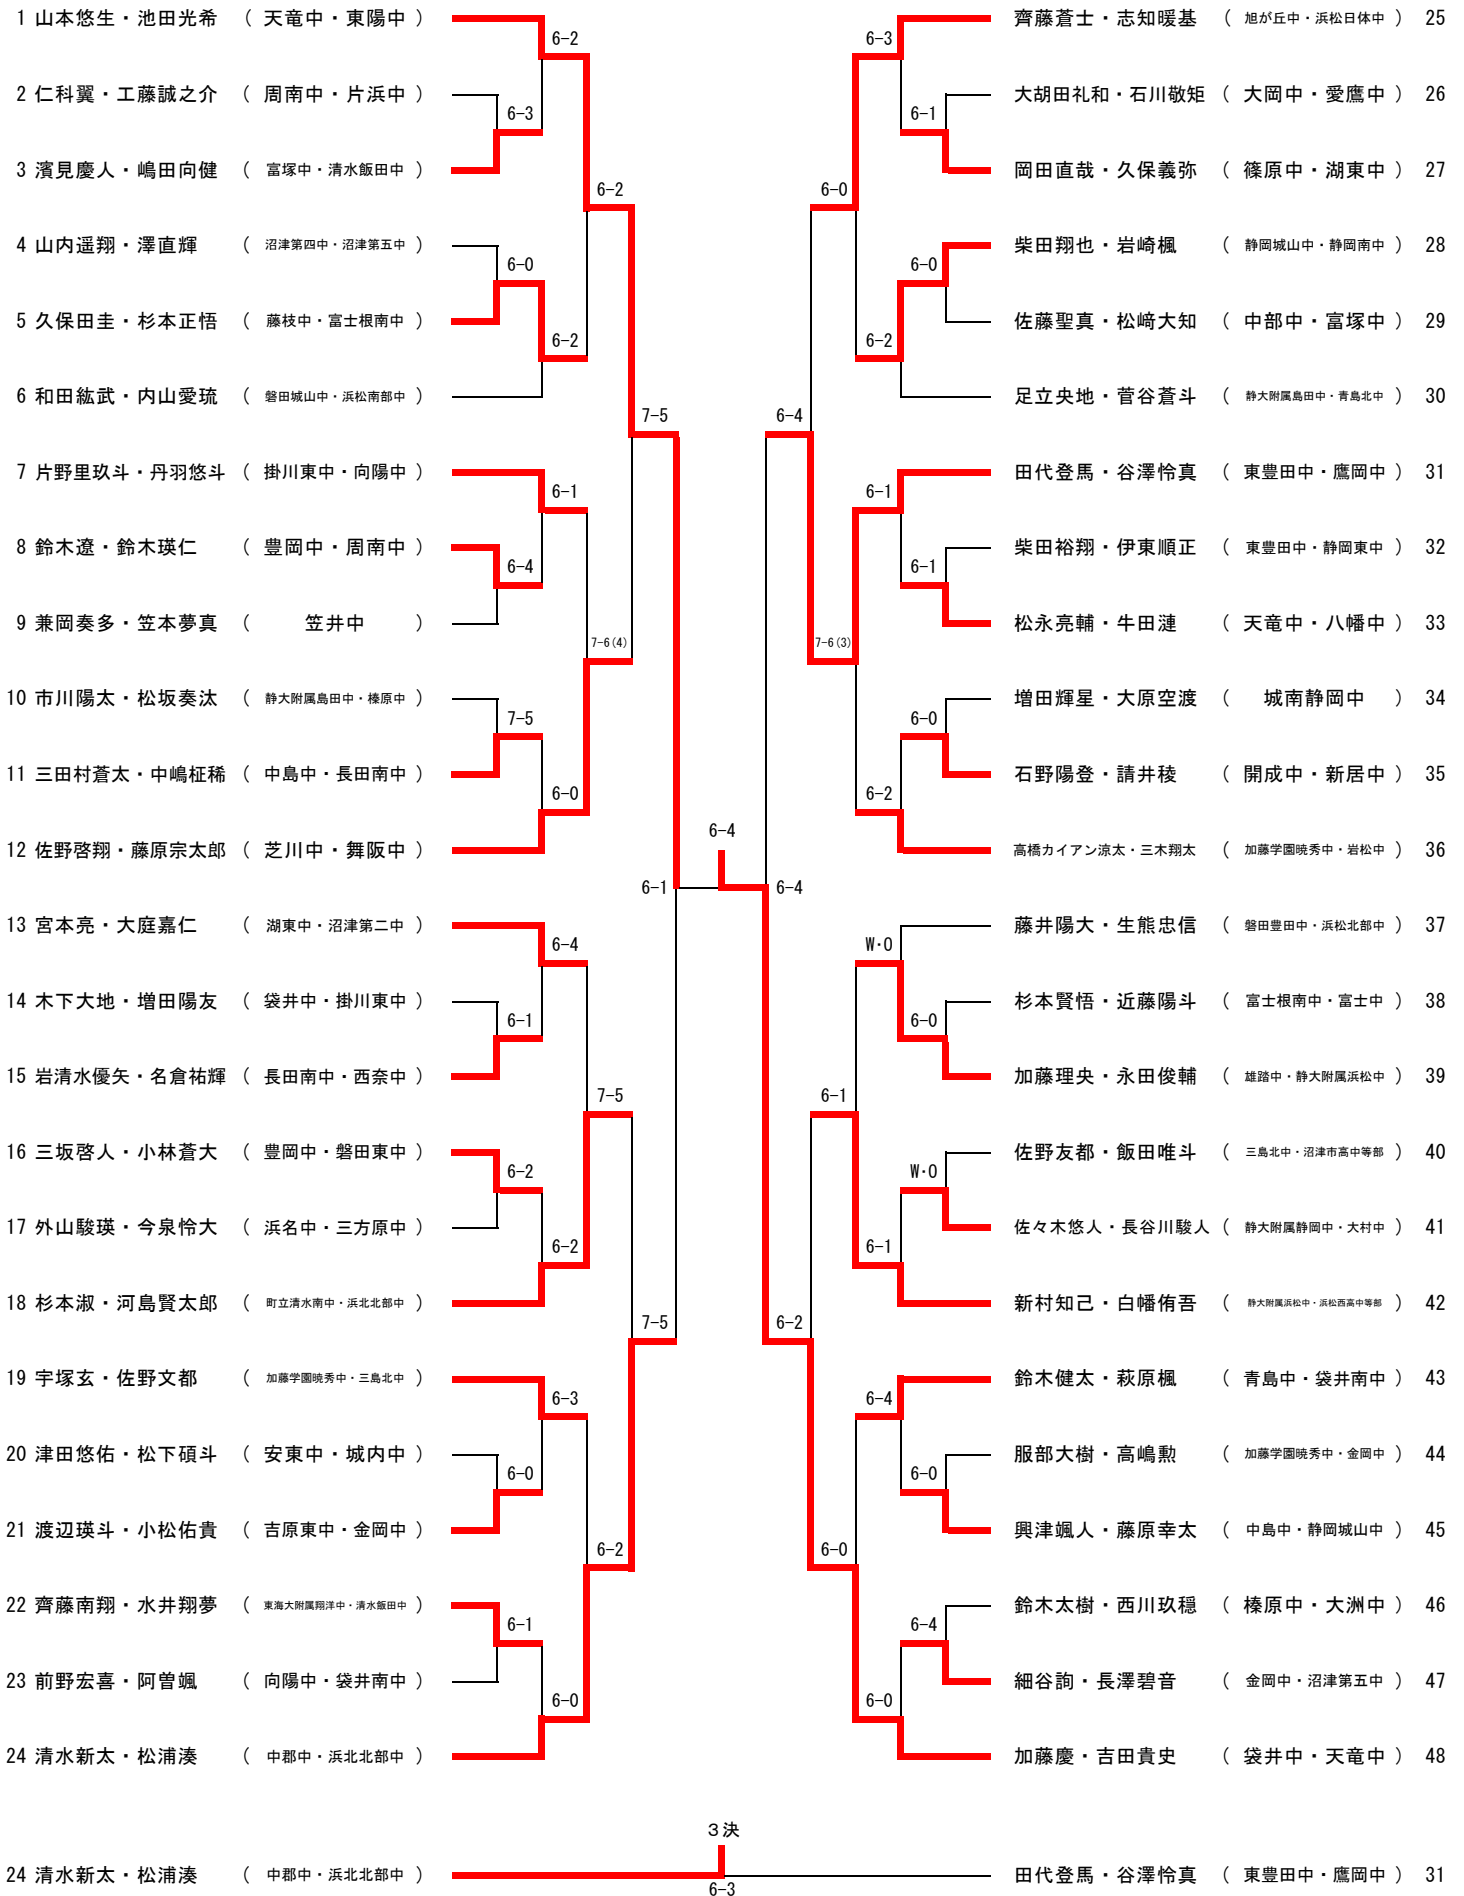 1 山本悠生・池田光希 （ 天竜中・東陽中 ）
6-2
2 仁科翼・工藤誠之介 （ 周南中・片浜中 ）
6-3
3 濱見慶人・嶋田向健 （ 富塚中・清水飯田中 ）
6-2
4 山内遥翔・澤直輝 （ 沼津第四中・沼津第五中 ）
6-0
5 久保田圭・杉本正悟 （ 藤枝中・富士根南中 ）
6-2
6 和田紘武・内山愛琉 （ 磐田城山中・浜松南部中 ）
7-5
7 片野里玖斗・丹羽悠斗 （ 掛川東中・向陽中 ）
6-1
8 鈴木遼・鈴木瑛仁 （ 豊岡中・周南中 ）
6-4
9 兼岡奏多・笠本夢真 （ 笠井中 ）
7-6(4)
10 市川陽太・松坂奏汰 （ 静大附属島田中・榛原中 ）
7-5
11 三田村蒼太・中嶋柾稀 （ 中島中・長田南中 ）
6-0
12 佐野啓翔・藤原宗太郎 （ 芝川中・舞阪中 ）
6-1
13 宮本亮・大庭嘉仁 （ 湖東中・沼津第二中 ）
6-4
14 木下大地・増田陽友 （ 袋井中・掛川東中 ）
6-1
15 岩清水優矢・名倉祐輝 （ 長田南中・西奈中 ）
7-5
16 三坂啓人・小林蒼大 （ 豊岡中・磐田東中 ）
6-2
17 外山駿瑛・今泉怜大 （ 浜名中・三方原中 ）
6-2
18 杉本淑・河島賢太郎 （ 町立清水南中・浜北北部中 ）
7-5
19 宇塚玄・佐野文都 （ 加藤学園暁秀中・三島北中 ）
6-3
20 津田悠佑・松下碩斗 （ 安東中・城内中 ）
6-0
21 渡辺瑛斗・小松佑貴 （ 吉原東中・金岡中 ）
6-2
22 齊藤南翔・水井翔夢 （ 東海大附属翔洋中・清水飯田中 ）
6-1
23 前野宏喜・阿曽颯 （ 向陽中・袋井南中 ）
6-0
24 清水新太・松浦湊 （ 中郡中・浜北北部中 ）
6-4
齊藤蒼士・志知暖基 （ 旭が丘中・浜松日体中 ） 25
6-3
大胡田礼和・石川敬矩 （ 大岡中・愛鷹中 ） 26
6-1
岡田直哉・久保義弥 （ 篠原中・湖東中 ） 27
6-0
柴田翔也・岩崎楓 （ 静岡城山中・静岡南中 ） 28
6-0
佐藤聖真・松﨑大知 （ 中部中・富塚中 ） 29
6-2
足立央地・菅谷蒼斗 （ 静大附属島田中・青島北中 ） 30
6-4
田代登馬・谷澤怜真 （ 東豊田中・鷹岡中 ） 31
6-1
柴田裕翔・伊東順正 （ 東豊田中・静岡東中 ） 32
6-1
松永亮輔・牛田漣 （ 天竜中・八幡中 ） 33
7-6(3)
増田輝星・大原空渡 （ 城南静岡中 ） 34
6-0
石野陽登・請井稜 （ 開成中・新居中 ） 35
6-2
高橋カイアン涼太・三木翔太 （ 加藤学園暁秀中・岩松中 ） 36
6-4
藤井陽大・生熊忠信 （ 磐田豊田中・浜松北部中 ） 37
W・O
杉本賢悟・近藤陽斗 （ 富士根南中・富士中 ） 38
6-0
加藤理央・永田俊輔 （ 雄踏中・静大附属浜松中 ） 39
6-1
佐野友都・飯田唯斗 （ 三島北中・沼津市高中等部 ） 40
W・O
佐々木悠人・長谷川駿人 （ 静大附属静岡中・大村中 ） 41
6-1
新村知己・白幡侑吾 （ 静大附属浜松中・浜松西高中等部 ） 42
6-2
鈴木健太・萩原楓 （ 青島中・袋井南中 ） 43
6-4
服部大樹・高嶋勲 （ 加藤学園暁秀中・金岡中 ） 44
6-0
興津颯人・藤原幸太 （ 中島中・静岡城山中 ） 45
6-0
鈴木太樹・西川玖穏 （ 榛原中・大洲中 ） 46
6-4
細谷詢・長澤碧音 （ 金岡中・沼津第五中 ） 47
6-0
加藤慶・吉田貴史 （ 袋井中・天竜中 ） 48
３決
24 清水新太・松浦湊 （ 中郡中・浜北北部中 ）
6-3
田代登馬・谷澤怜真 （ 東豊田中・鷹岡中 ） 31